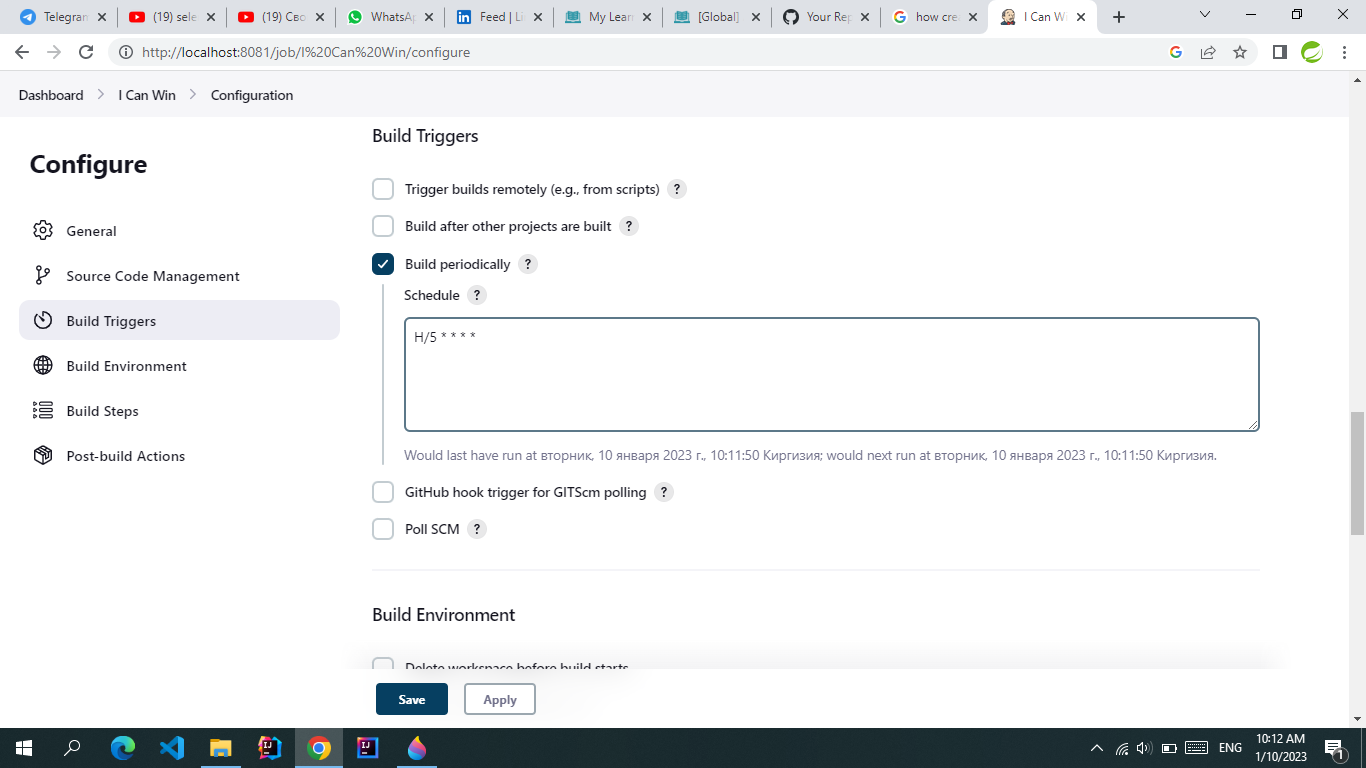 Telegram
(19) sele
(19) Сво
WhatsAp
Feed | Li
My Learn
[Global]
Your Rep
how crea
I Can Wi
http://localhost:8081/job/I%20Can%20Win/configure
Dashboard I Can Win Configuration
Configure
General
Source Code Management
Build Triggers
Build Environment
Build Steps
Post-build Actions
Build Triggers
Trigger builds remotely (e.g., from scripts) ?
Build after other projects are built ?
Build periodically ?
Schedule ?
H/5 * * * *
Would last have run at вторник, 10 января 2023 г., 10:11:50 Киргизия; would next run at вторник, 10 января 2023 г., 10:11:50 Киргизия.
GitHub hook trigger for GITScm polling ?
Poll SCM ?
Build Environment
Delete workspace before build starts
Save Apply
ENG
10:12 AM
1/10/2023
1